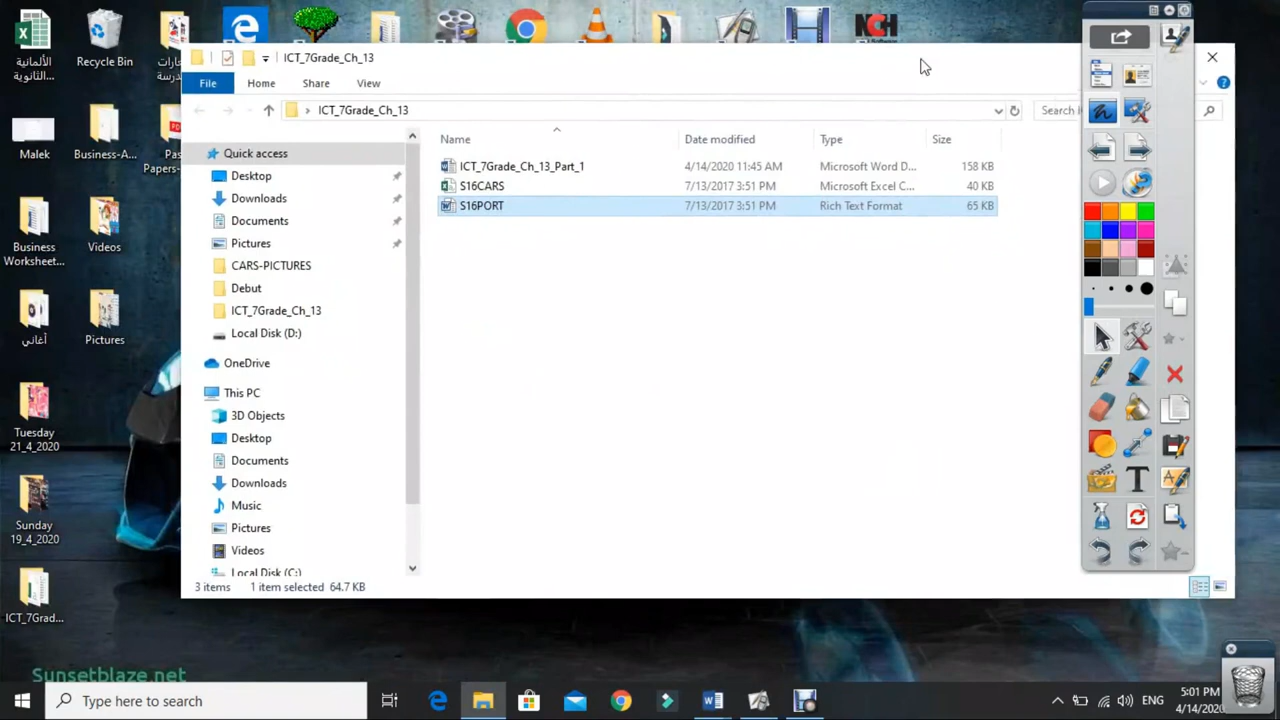 الألمانية
الثانوية...
Recycle Bin
NCH
Malek
Business-A...
PDF
Past
Papers-...
Business
Worksheet...
Videos
أغاني
Pictures
Tuesday
21_4_2020
Sunday
19_4_2020
ICT_7Grad...
Sunsetblaze.net
ICT_7Grade_Ch_13
File
Home
Share
View
ICT_7Grade_Ch_13
Search
Name
Date modified
Type
Size
ICT_7Grade_Ch_13_Part_1
4/14/2020 11:45 AM
Microsoft Word D...
158 KB
S16CARS
7/13/2017 3:51 PM
Microsoft Excel C...
40 KB
S16PORT
7/13/2017 3:51 PM
Rich Text Format
65 KB
Quick access
Desktop
Downloads
Documents
Pictures
CARS-PICTURES
Debut
ICT_7Grade_Ch_13
Local Disk (D:)
OneDrive
This PC
3D Objects
Desktop
Documents
Downloads
Music
Pictures
Videos
Local Disk (C:)
3 items
1 item selected 64.7 KB
Type here to search
ENG
5:01 PM
4/14/2020